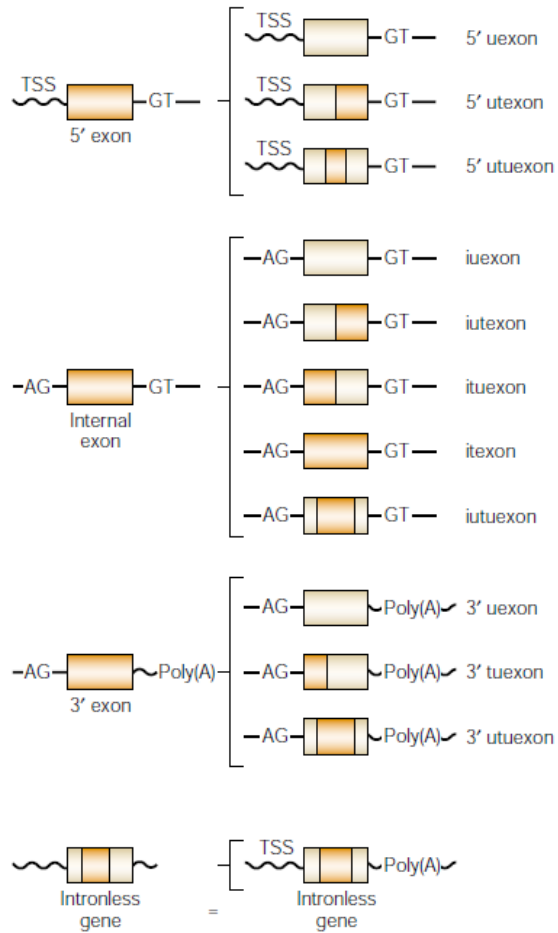 TSS GT 5′ uexon
TSS GT 5′ exon
TSS GT 5′ utexon
TSS GT 5′ utuexon
AG GT iuexon
AG GT iutexon
AG GT Internal exon
AG GT ituexon
AG GT itexon
AG GT iutuexon
AG Poly(A) 3′ uexon
AG Poly(A) 3′ exon
AG Poly(A) 3′ tuexon
AG Poly(A) 3′ utuexon
TSS Poly(A)
Intronless gene = Intronless gene